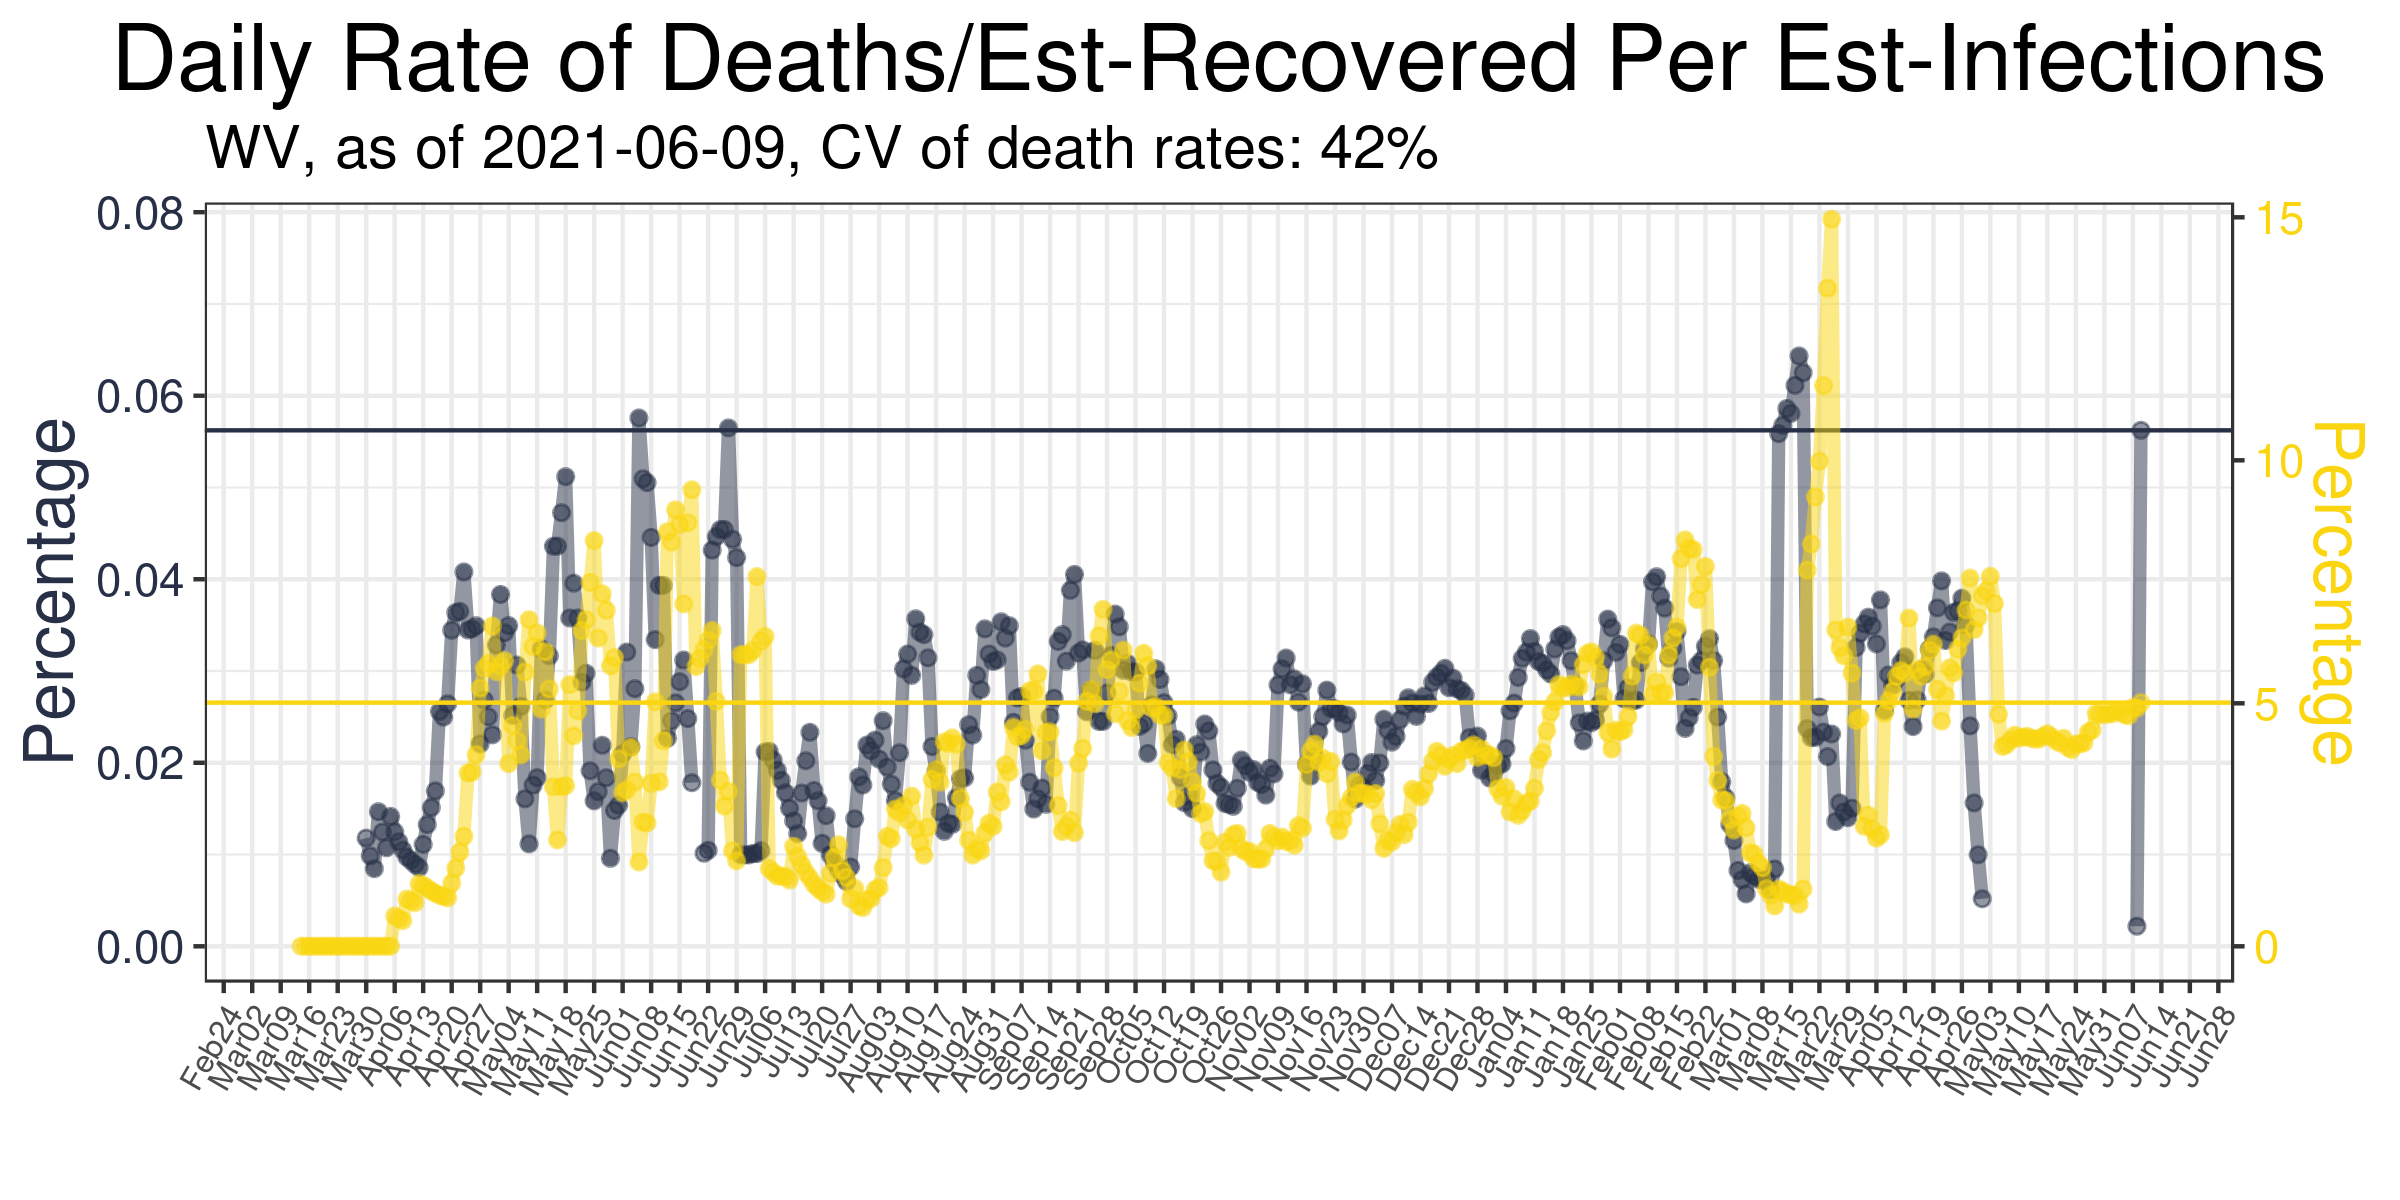 Daily Rate of Deaths/Est-Recovered Per Est-Infections
WV, as of 2021-06-09, CV of death rates: 42%
Percentage
0.08
0.06
0.04
0.02
0.00
15
10
5
0
Percentage
Feb24
Mar02
Mar09
Mar16
Mar23
Mar30
Apr06
Apr13
Apr20
Apr27
May04
May11
May18
May25
Jun01
Jun08
Jun15
Jun22
Jun29
Jul06
Jul13
Jul20
Jul27
Aug03
Aug10
Aug17
Aug24
Aug31
Sep07
Sep14
Sep21
Sep28
Oct05
Oct12
Oct19
Oct26
Nov02
Nov09
Nov16
Nov23
Nov30
Dec07
Dec14
Dec21
Dec28
Jan04
Jan11
Jan18
Jan25
Feb01
Feb08
Feb15
Feb22
Mar01
Mar08
Mar15
Mar22
Mar29
Apr05
Apr12
Apr19
Apr26
May03
May10
May17
May24
May31
Jun07
Jun14
Jun21
Jun28